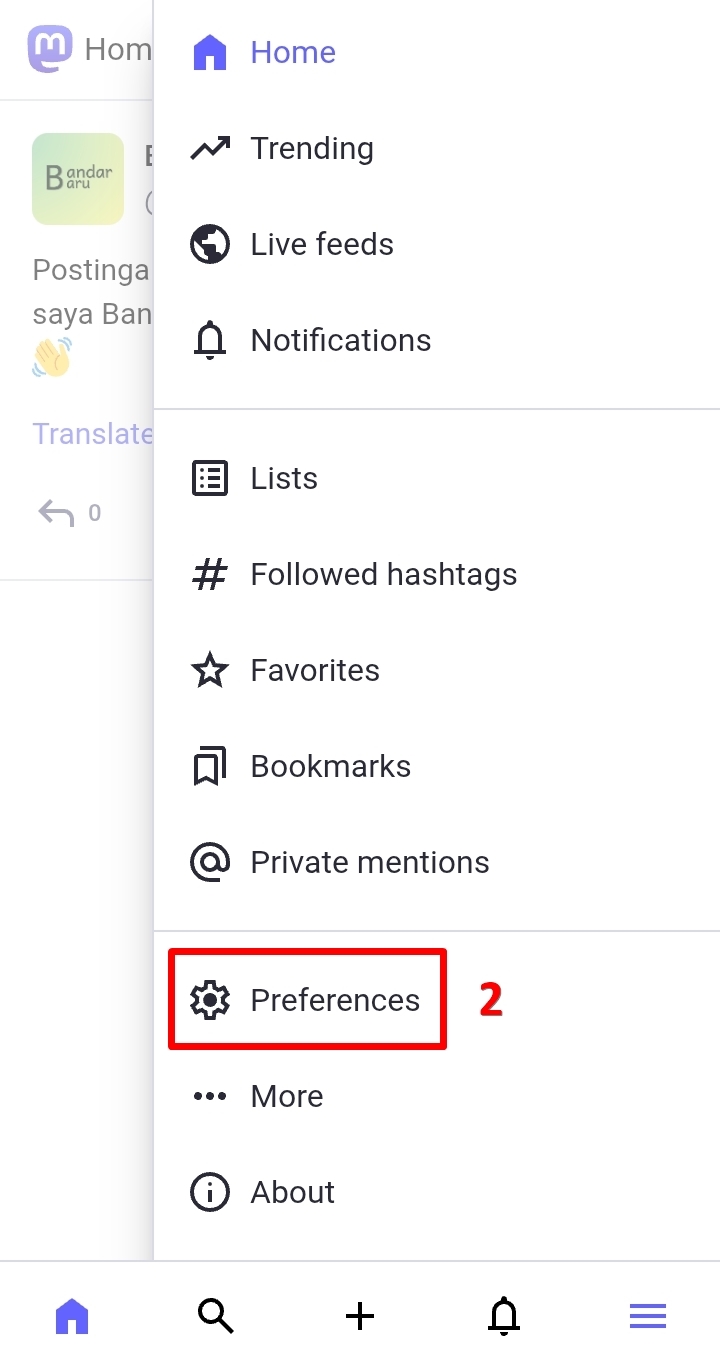 Hom
Bandar
Baru
Postinga
saya Ban
👋
Translate
0
Home
Trending
Live feeds
Notifications
Lists
Followed hashtags
Favorites
Bookmarks
Private mentions
Preferences 2
More
About